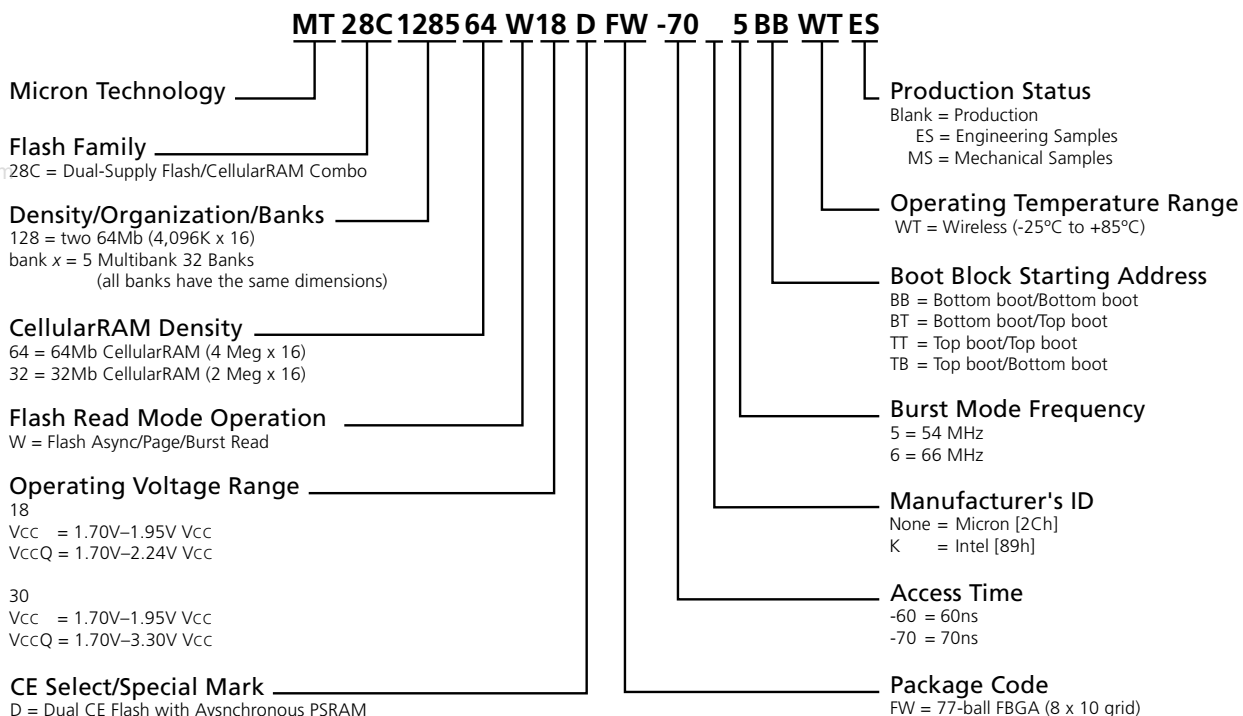 MT 28C 1285 64 W 18 D FW -70 _ 5 BB WT ES
Micron Technology
Flash Family
28C = Dual-Supply Flash/CellularRAM Combo
Density/Organization/Banks
128 = two 64Mb (4,096K x 16)
bank x = 5 Multibank 32 Banks
(all banks have the same dimensions)
CellularRAM Density
64 = 64Mb CellularRAM (4 Meg x 16)
32 = 32Mb CellularRAM (2 Meg x 16)
Flash Read Mode Operation
W = Flash Async/Page/Burst Read
Operating Voltage Range
18
VCC = 1.70V–1.95V VCC
VCCQ = 1.70V–2.24V VCC
30
VCC = 1.70V–1.95V VCC
VCCQ = 1.70V–3.30V VCC
CE Select/Special Mark
D = Dual CE Flash with Aysnchronous PSRAM
Production Status
Blank = Production
ES = Engineering Samples
MS = Mechanical Samples
Operating Temperature Range
WT = Wireless (-25ºC to +85ºC)
Boot Block Starting Address
BB = Bottom boot/Bottom boot
BT = Bottom boot/Top boot
TT = Top boot/Top boot
TB = Top boot/Bottom boot
Burst Mode Frequency
5 = 54 MHz
6 = 66 MHz
Manufacturer's ID
None = Micron [2Ch]
K = Intel [89h]
Access Time
-60 = 60ns
-70 = 70ns
Package Code
FW = 77-ball FBGA (8 x 10 grid)